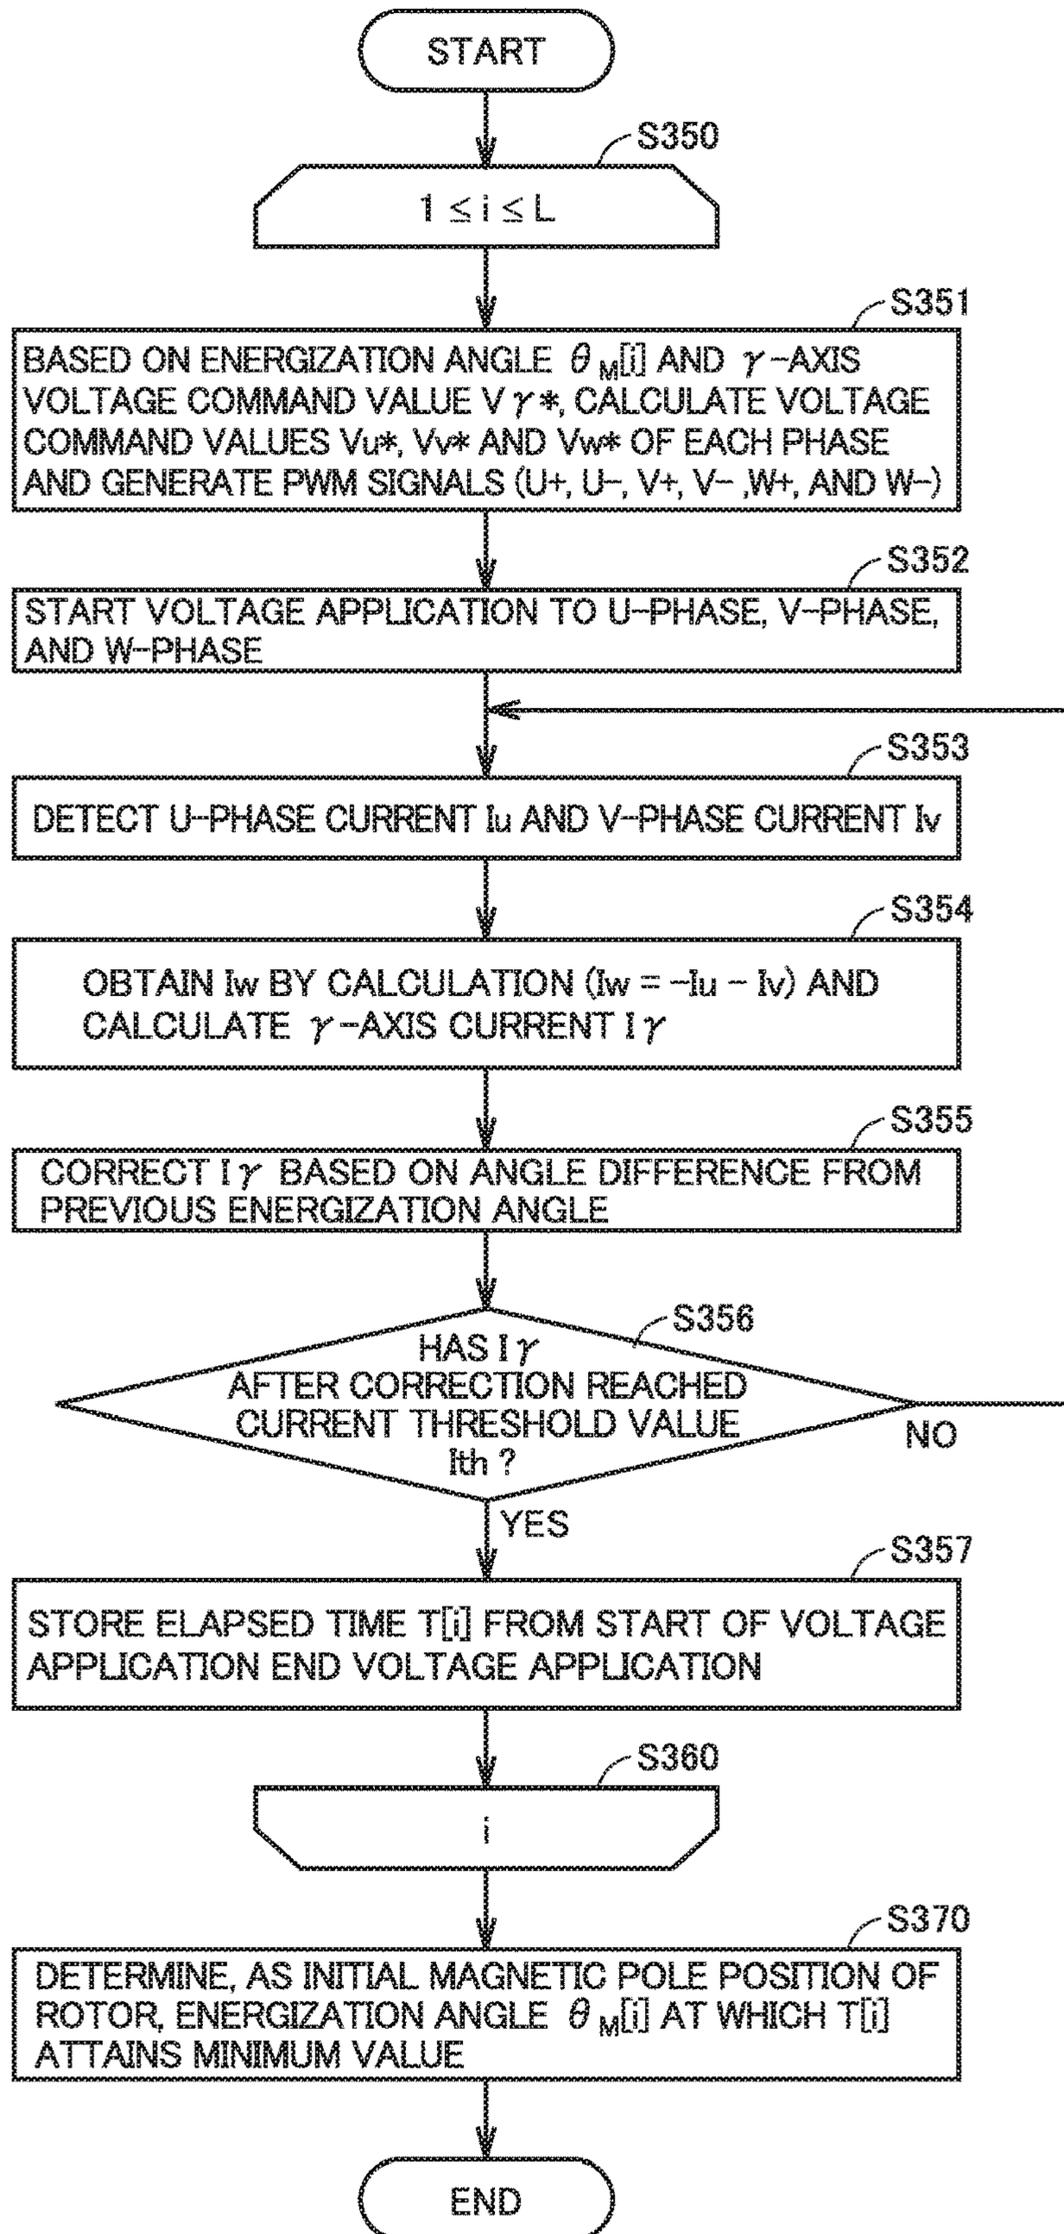 START
S350
1 ≤ i ≤ L
S351
BASED ON ENERGIZATION ANGLE θM[i] AND γ-AXIS
VOLTAGE COMMAND VALUE Vγ*, CALCULATE VOLTAGE
COMMAND VALUES Vu*, Vv* AND Vw* OF EACH PHASE
AND GENERATE PWM SIGNALS (U+, U-, V+, V- ,W+, AND W-)
S352
START VOLTAGE APPLICATION TO U-PHASE, V-PHASE,
AND W-PHASE
S353
DETECT U-PHASE CURRENT Iu AND V-PHASE CURRENT Iv
S354
OBTAIN Iw BY CALCULATION (Iw = -Iu - Iv) AND
CALCULATE γ-AXIS CURRENT Iγ
S355
CORRECT Iγ BASED ON ANGLE DIFFERENCE FROM
PREVIOUS ENERGIZATION ANGLE
S356
HAS Iγ
AFTER CORRECTION REACHED
CURRENT THRESHOLD VALUE
Ith ?
NO
YES
S357
STORE ELAPSED TIME T[i] FROM START OF VOLTAGE
APPLICATION END VOLTAGE APPLICATION
S360
i
S370
DETERMINE, AS INITIAL MAGNETIC POLE POSITION OF
ROTOR, ENERGIZATION ANGLE θM[i] AT WHICH T[i]
ATTAINS MINIMUM VALUE
END